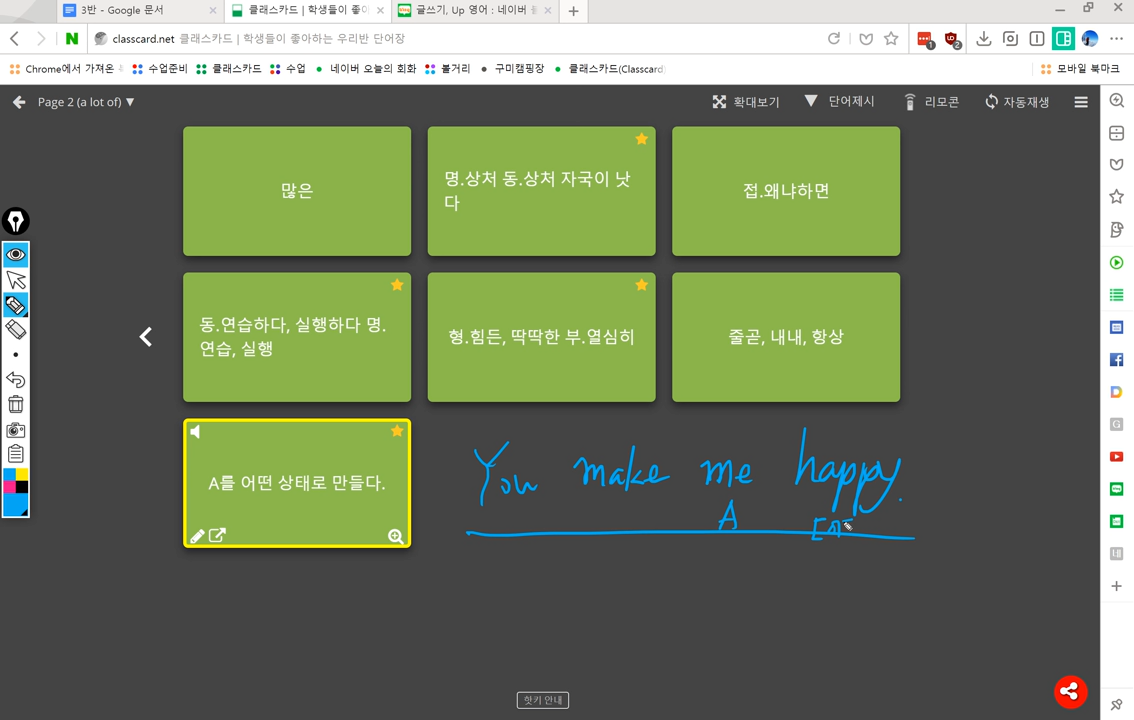 3반 - Google 문서
클래스카드 | 학생들이 좋아
글쓰기, Up 영어 : 네이버
N classcard.net 클래스카드 | 학생들이 좋아하는 우리반 단어장
Chrome에서 가져온
수업준비
클래스카드
수업
네이버 오늘의 회화
볼거리
구미캠핑장
클래스카드(Classcard)
모바일 북마크
Page 2 (a lot of) ▼
확대보기
단어제시
리모콘
자동재생
많은
명.상처 동.상처 자국이 낫
다
접.왜냐하면
동.연습하다, 실행하다 명.
연습, 실행
형.힘든, 딱딱한 부.열심히
줄곧, 내내, 항상
A를 어떤 상태로 만들다.
You make me happy.
A
핫키 안내